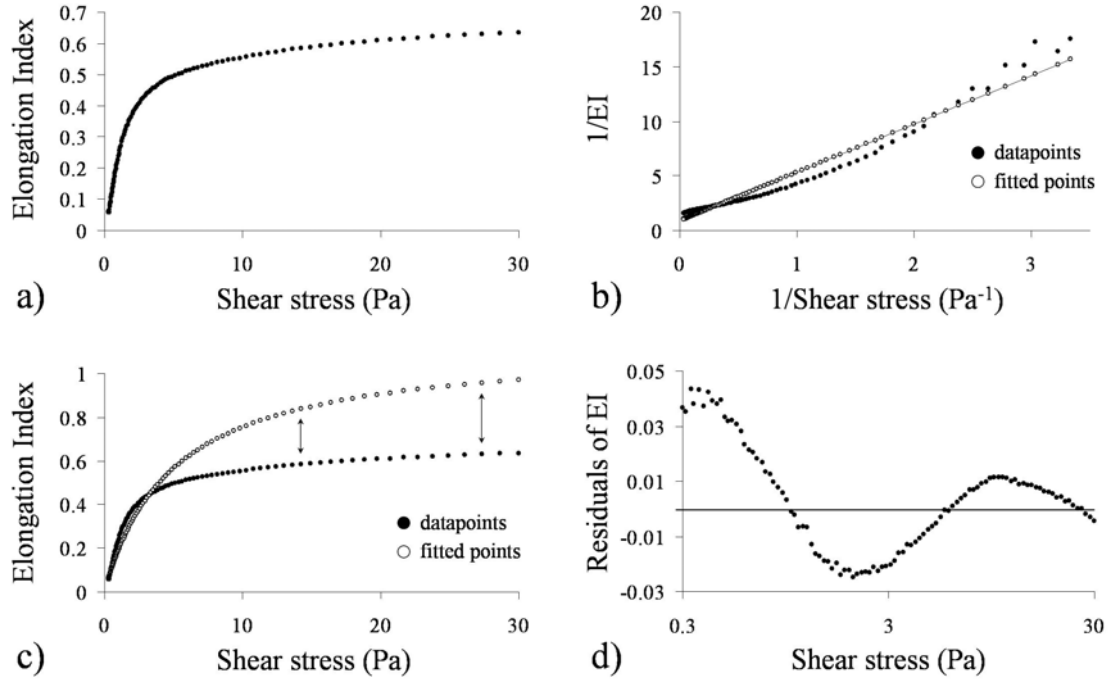 0.7
0.6
0.5
0.4
0.3
0.2
0.1
0
0 10 20 30
Elongation Index
Shear stress (Pa)
a)
20
15
10
5
0
0 1 2 3
1/EI
datapoints
fitted points
1/Shear stress (Pa⁻¹)
b)
1
0.8
0.6
0.4
0.2
0
0 10 20 30
Elongation Index
datapoints
fitted points
Shear stress (Pa)
c)
0.05
0.03
0.01
-0.01
-0.03
0.3 3 30
Residuals of EI
Shear stress (Pa)
d)